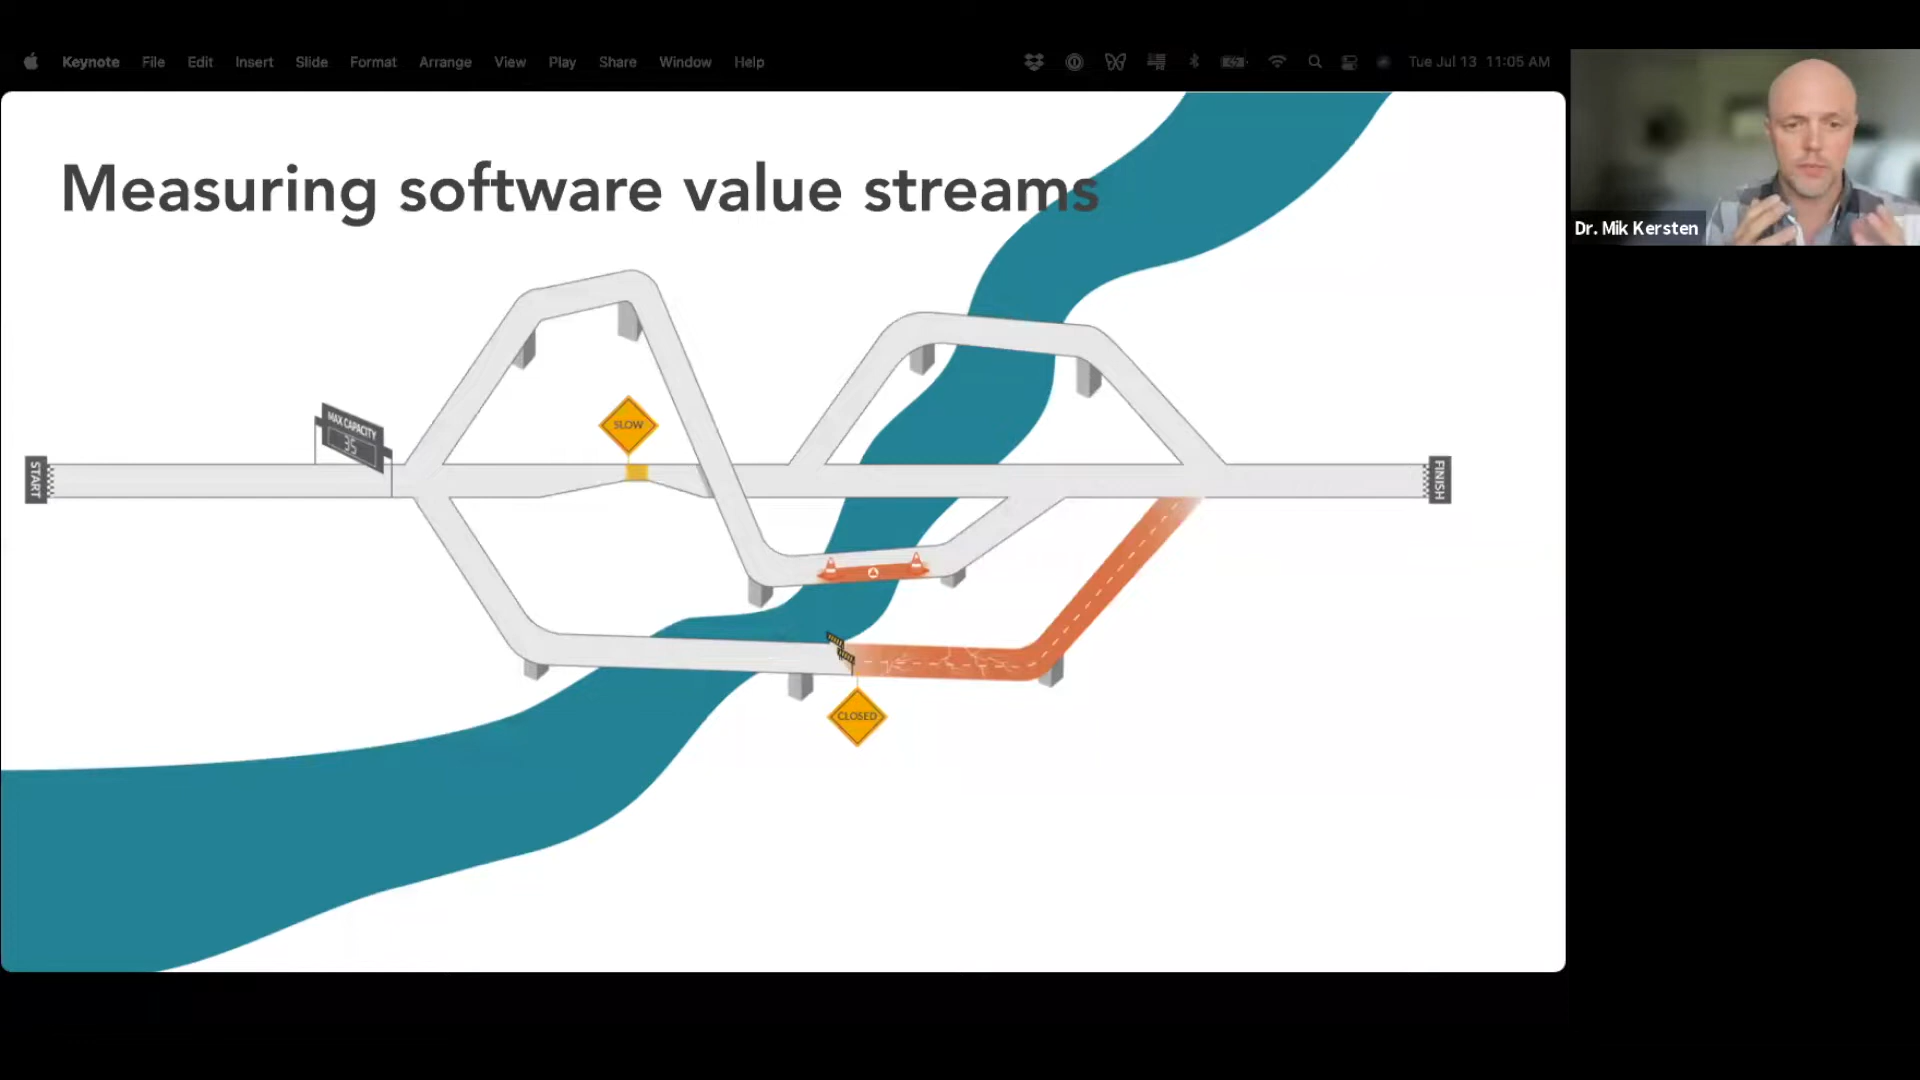 Keynote File Edit Insert Slide Format Arrange View Play Share Window Help Tue Jul 13 11:05 AM
Dr. Mik Kersten
Measuring software value streams
MAX CAPACITY
35
SLOW
START
FINISH
CLOSED